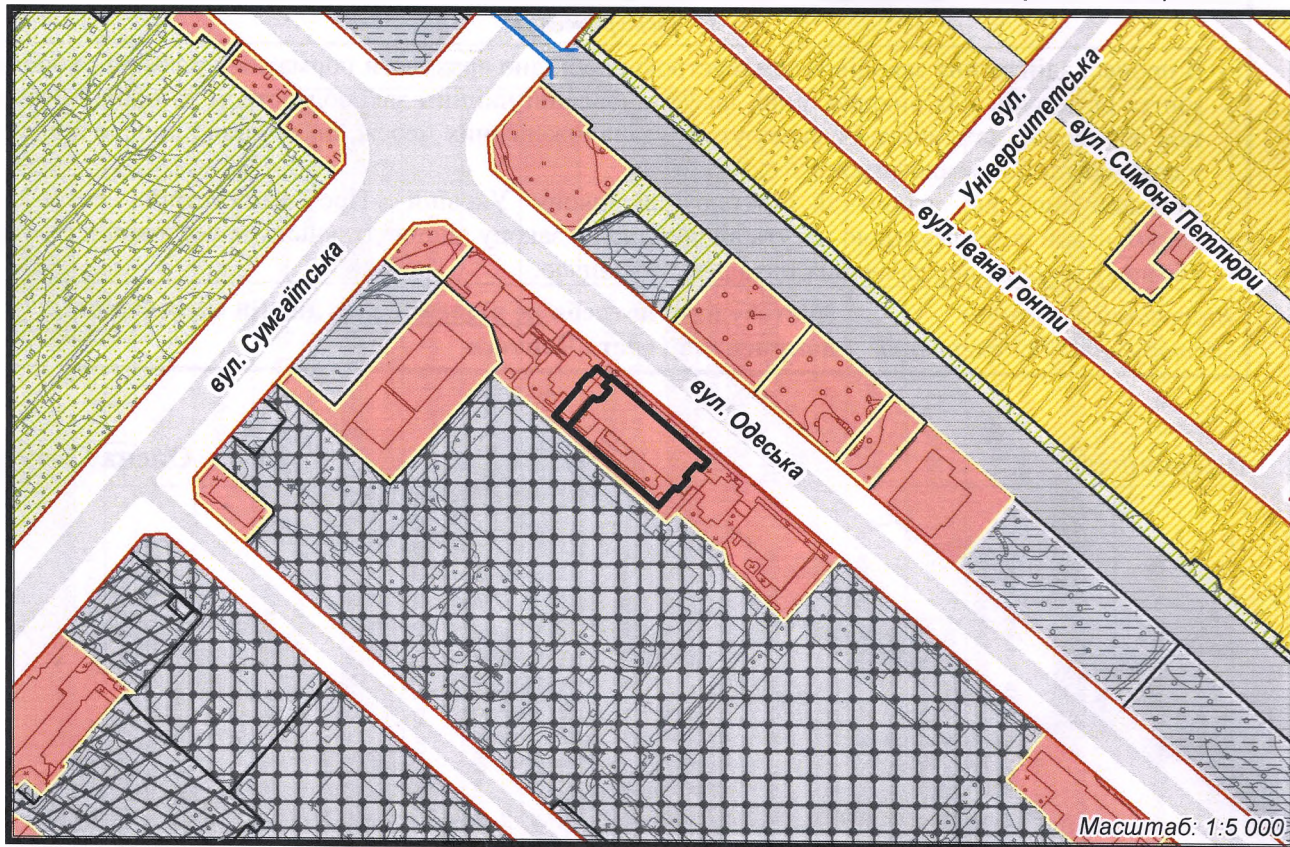 вул.
Університетська
вул. Симона Петлюри
вул. Івана Гонти
вул. Сумгаїтська
вул. Одеська
Масштаб: 1:5 000